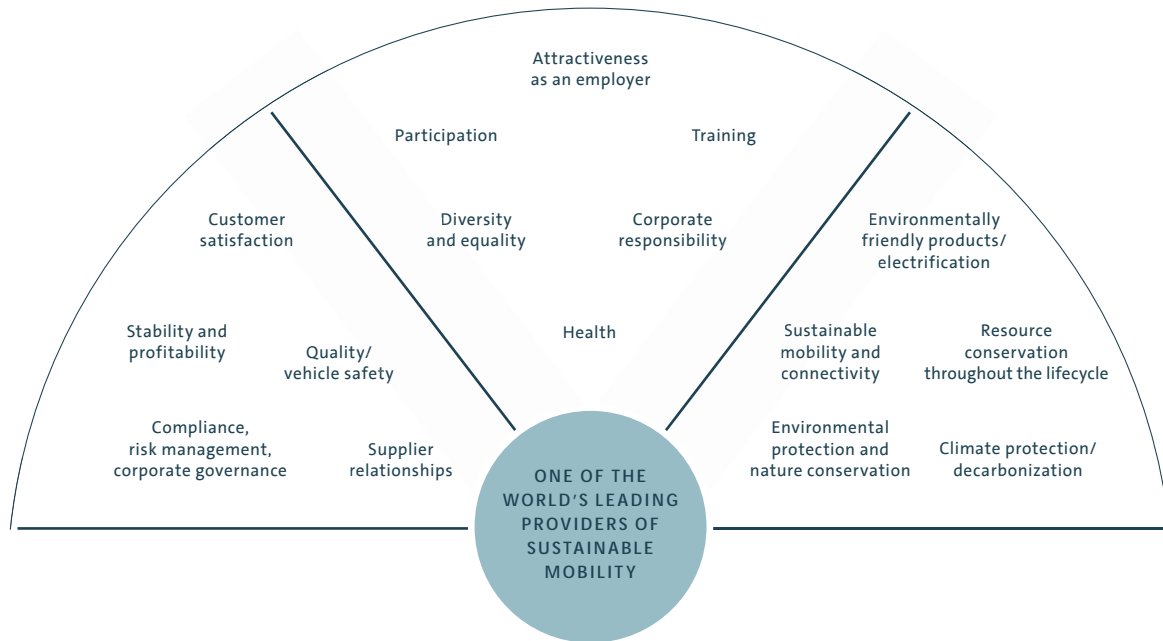 Attractiveness
as an employer
Participation
Training
Customer
satisfaction
Diversity
and equality
Corporate
responsibility
Environmentally
friendly products/
electrification
Stability and
profitability
Quality/
vehicle safety
Health
Sustainable
mobility and
connectivity
Resource
conservation
throughout the lifecycle
Compliance,
risk management,
corporate governance
Supplier
relationships
Environmental
protection and
nature conservation
Climate protection/
decarbonization
ONE OF THE
WORLD'S LEADING
PROVIDERS OF
SUSTAINABLE
MOBILITY